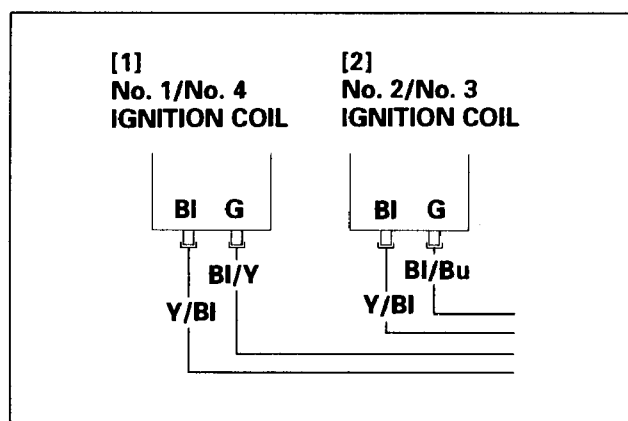 [1]
No. 1/No. 4
IGNITION COIL
[2]
No. 2/No. 3
IGNITION COIL
Bl G
Bl G
Bl/Y
Y/Bl
Bl/Bu
Y/Bl